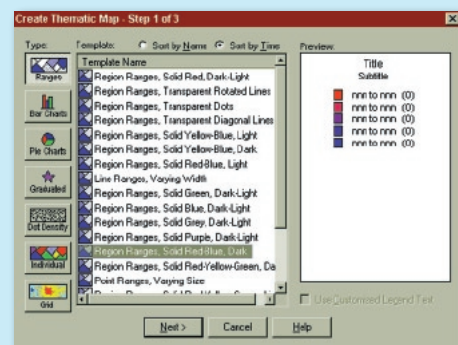 Create Thematic Map - Step 1 of 3
Type:
Ranges
Bar Charts
Pie Charts
Graduated
Dot Density
Individual
Grid
Template:
Sort by Name
Sort by Time
Template Name
Region Ranges, Solid Red, Dark-Light
Region Ranges, Transparent Rotated Lines
Region Ranges, Transparent Dots
Region Ranges, Transparent Diagonal Lines
Region Ranges, Solid Yellow-Blue, Light
Region Ranges, Solid Yellow-Blue, Dark
Region Ranges, Solid Red-Blue, Light
Line Ranges, Varying Width
Region Ranges, Solid Green, Dark-Light
Region Ranges, Solid Blue, Dark-Light
Region Ranges, Solid Grey, Dark-Light
Region Ranges, Solid Purple, Dark-Light
Region Ranges, Solid Red-Blue, Dark
Region Ranges, Solid Red-Yellow-Green, Da
Point Ranges, Varying Size
Preview:
Title
Subtitle
nnn to nnn (0)
nnn to nnn (0)
nnn to nnn (0)
nnn to nnn (0)
nnn to nnn (0)
Use Customised Legend Text
Next >
Cancel
Help